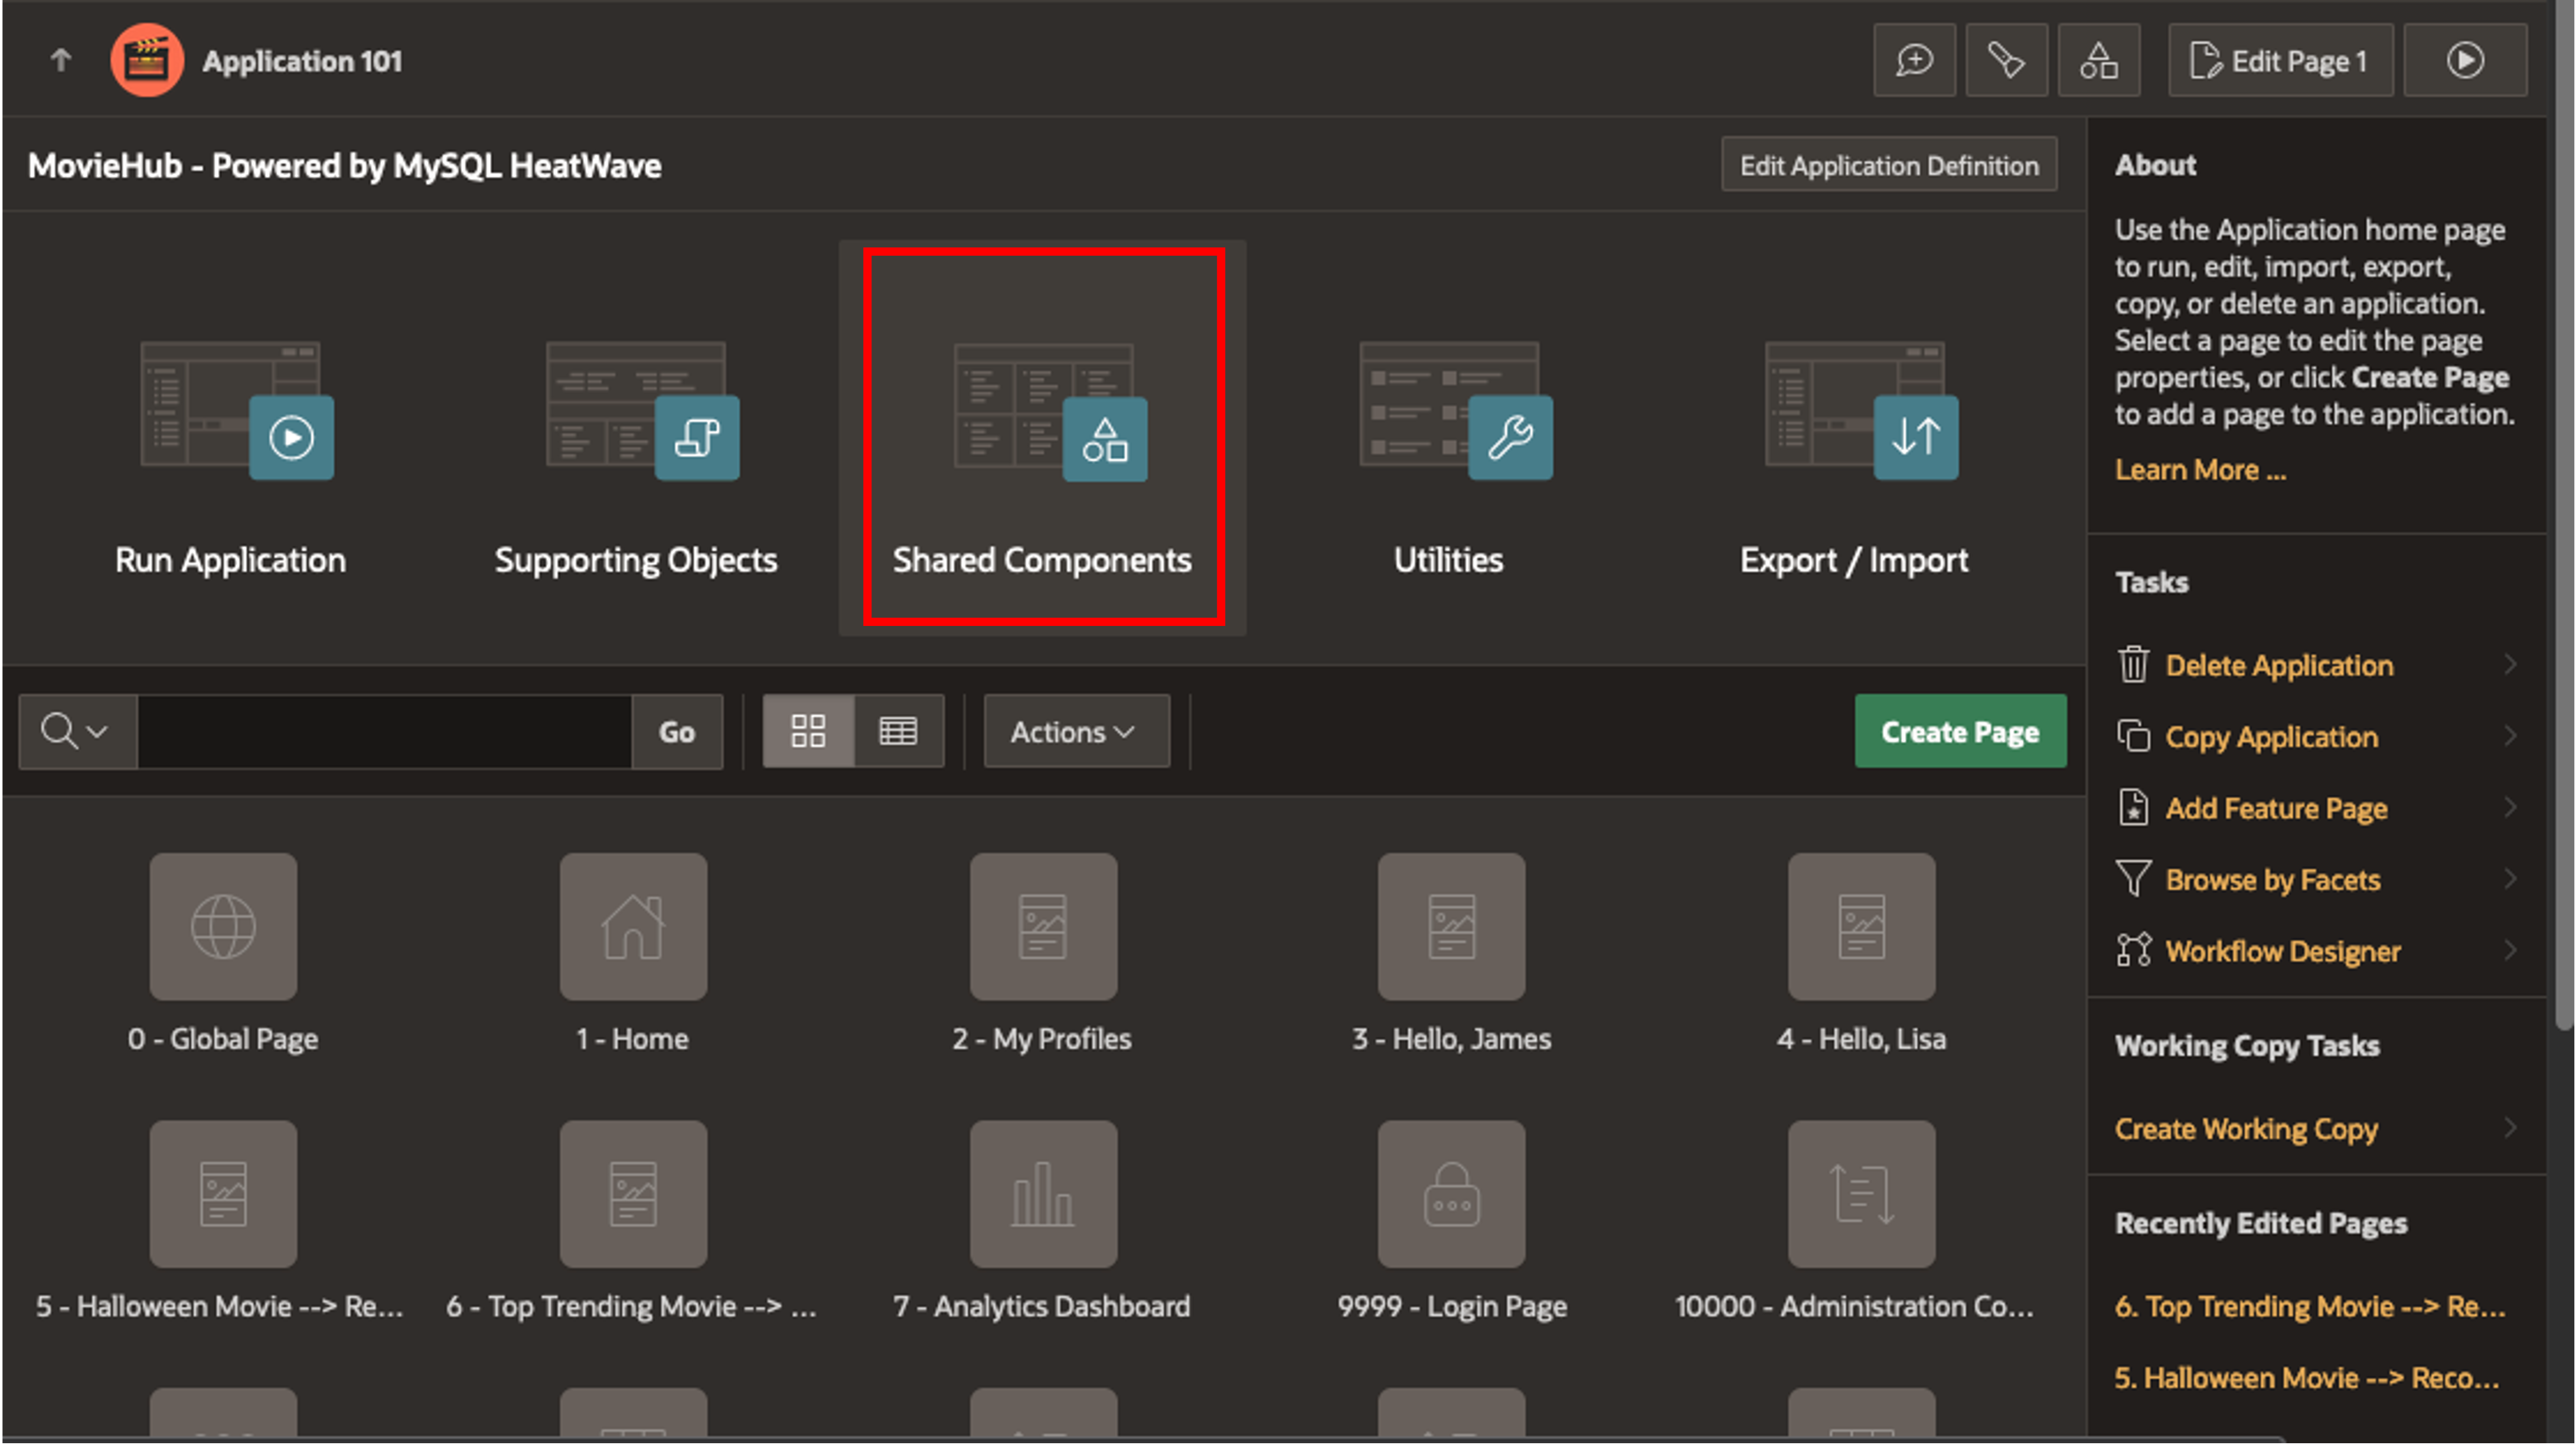 Application 101
Edit Page 1
MovieHub - Powered by MySQL HeatWave
Edit Application Definition
Run Application
Supporting Objects
Shared Components
Utilities
Export / Import
Go
Actions
Create Page
0 - Global Page
1 - Home
2 - My Profiles
3 - Hello, James
4 - Hello, Lisa
5 - Halloween Movie --> Re...
6 - Top Trending Movie --> ...
7 - Analytics Dashboard
9999 - Login Page
10000 - Administration Co...
About
Use the Application home page
to run, edit, import, export,
copy, or delete an application.
Select a page to edit the page
properties, or click Create Page
to add a page to the application.
Learn More ...
Tasks
Delete Application
Copy Application
Add Feature Page
Browse by Facets
Workflow Designer
Working Copy Tasks
Create Working Copy
Recently Edited Pages
6. Top Trending Movie --> Re...
5. Halloween Movie --> Reco...